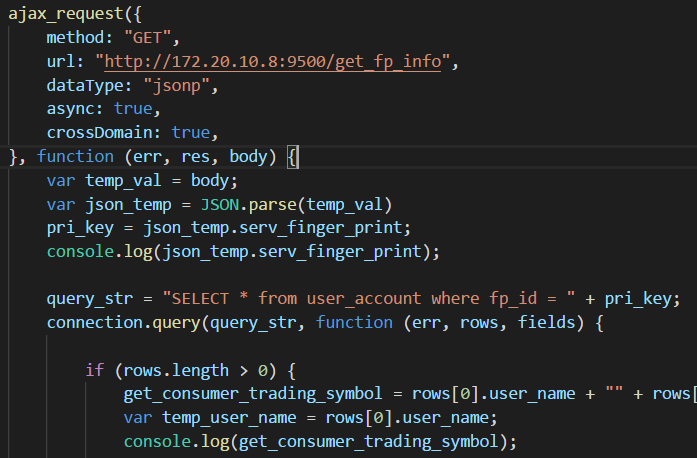 ajax_request({
method: "GET",
url: "http://172.20.10.8:9500/get_fp_info",
dataType: "jsonp",
async: true,
crossDomain: true,
}, function (err, res, body) {
var temp_val = body;
var json_temp = JSON.parse(temp_val)
pri_key = json_temp.serv_finger_print;
console.log(json_temp.serv_finger_print);
query_str = "SELECT * from user_account where fp_id = " + pri_key;
connection.query(query_str, function (err, rows, fields) {
if (rows.length > 0) {
get_consumer_trading_symbol = rows[0].user_name + "" + rows[
var temp_user_name = rows[0].user_name;
console.log(get_consumer_trading_symbol);